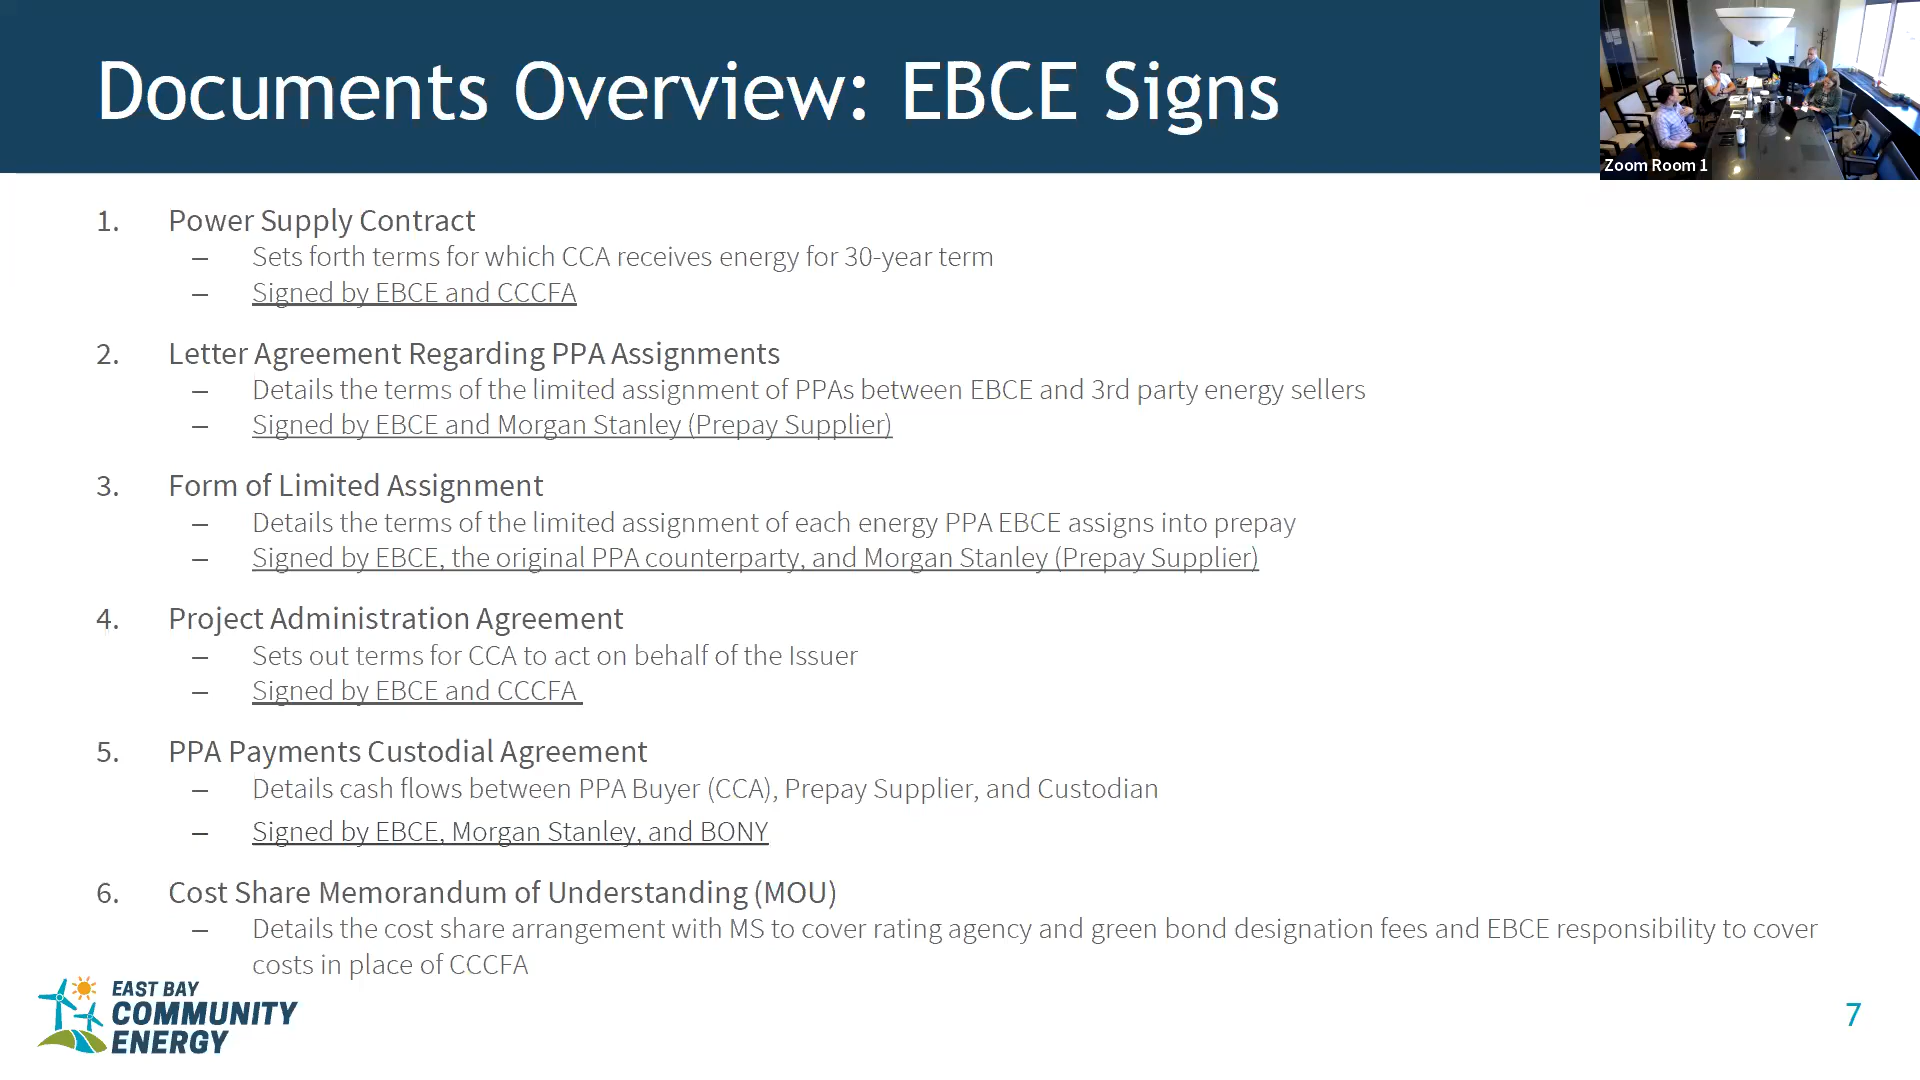 Documents Overview: EBCE Signs
Zoom Room 1
1. Power Supply Contract
– Sets forth terms for which CCA receives energy for 30-year term
– Signed by EBCE and CCCFA
2. Letter Agreement Regarding PPA Assignments
– Details the terms of the limited assignment of PPAs between EBCE and 3rd party energy sellers
– Signed by EBCE and Morgan Stanley (Prepay Supplier)
3. Form of Limited Assignment
– Details the terms of the limited assignment of each energy PPA EBCE assigns into prepay
– Signed by EBCE, the original PPA counterparty, and Morgan Stanley (Prepay Supplier)
4. Project Administration Agreement
– Sets out terms for CCA to act on behalf of the Issuer
– Signed by EBCE and CCCFA
5. PPA Payments Custodial Agreement
– Details cash flows between PPA Buyer (CCA), Prepay Supplier, and Custodian
– Signed by EBCE, Morgan Stanley, and BONY
6. Cost Share Memorandum of Understanding (MOU)
– Details the cost share arrangement with MS to cover rating agency and green bond designation fees and EBCE responsibility to cover
costs in place of CCCFA
EAST BAY
COMMUNITY
ENERGY
7